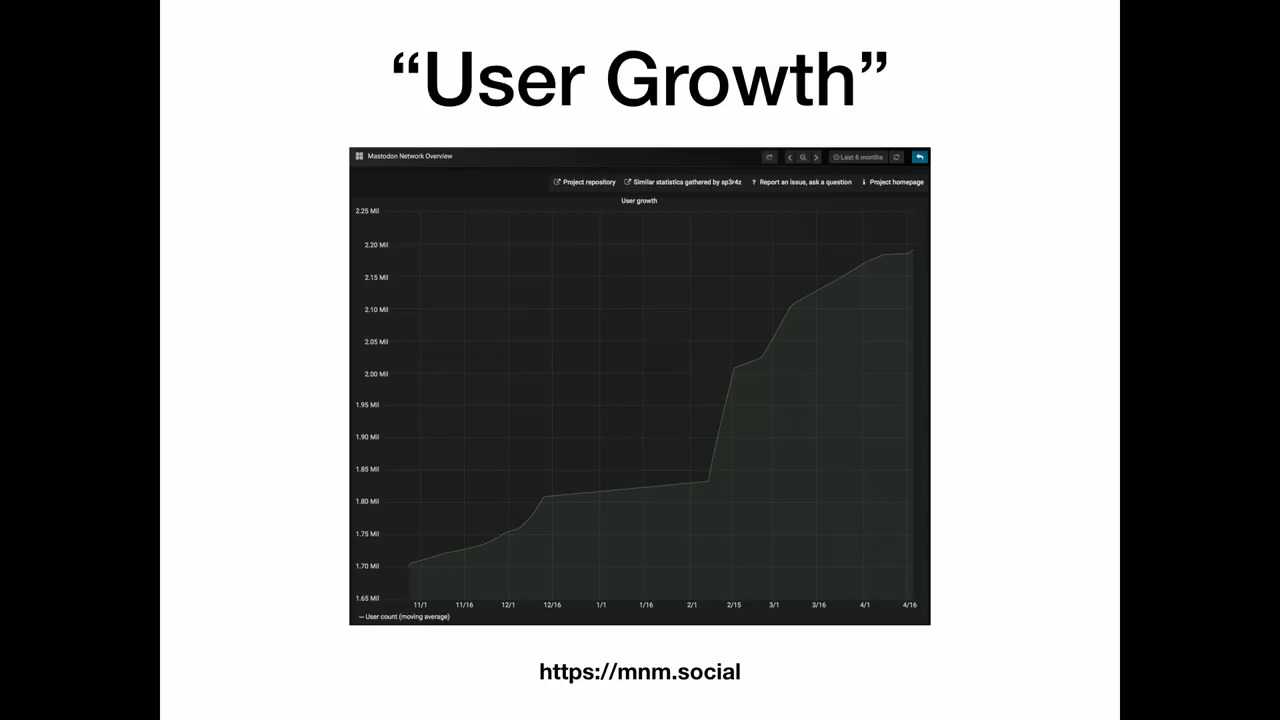 “User Growth”
Mastodon Network Overview
Last 6 months
Project repository
Similar statistics gathered by sp3r4z
? Report an issue, ask a question
i Project homepage
User growth
2.25 Mil
2.20 Mil
2.15 Mil
2.10 Mil
2.05 Mil
2.00 Mil
1.95 Mil
1.90 Mil
1.85 Mil
1.80 Mil
1.75 Mil
1.70 Mil
1.65 Mil
11/1 11/16 12/1 12/16 1/1 1/16 2/1 2/15 3/1 3/16 4/1 4/16
User count (moving average)
https://mnm.social